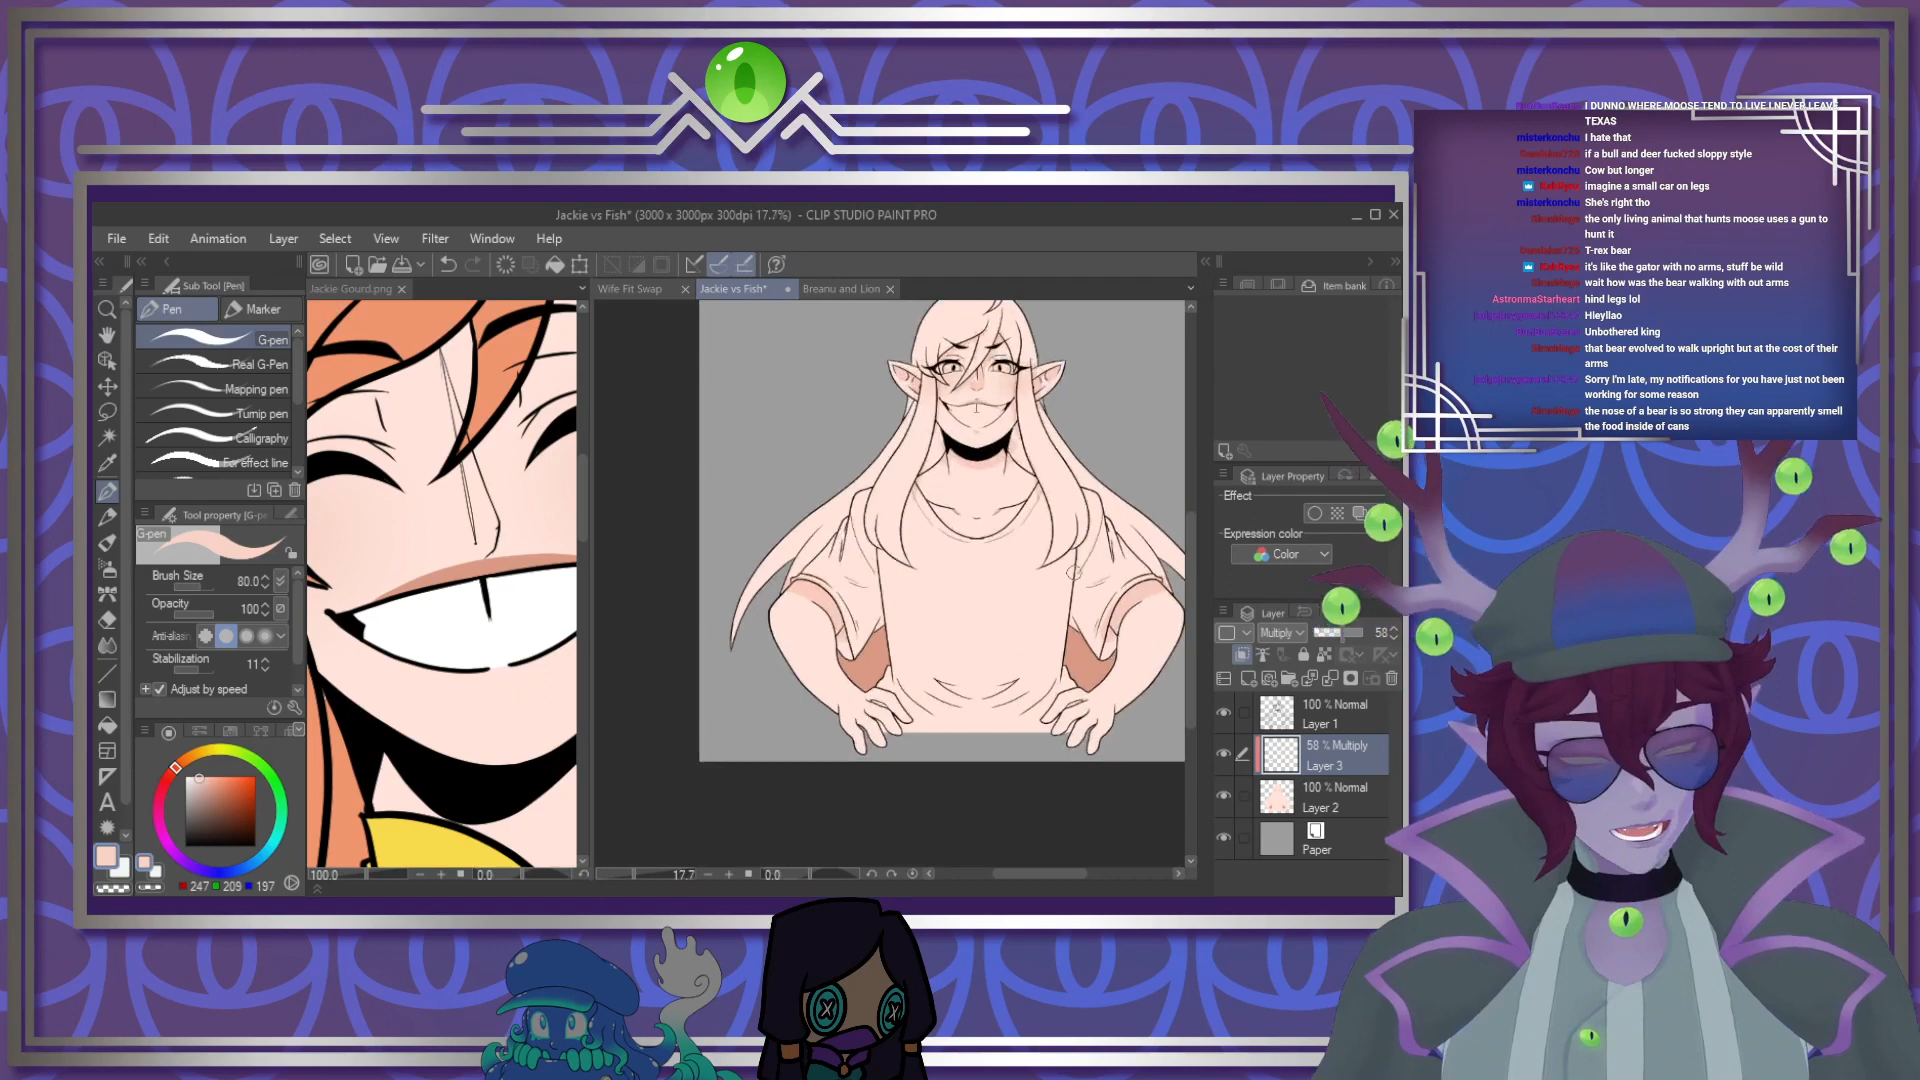 I DUNNO WHERE MOOSE TEND TO LIVE I NEVER LEAVE
TEXAS
misterkonchu I hate that
if a bull and deer fucked sloppy style
misterkonchu Cow but longer
imagine a small car on legs
misterkonchu She's right tho
the only living animal that hunts moose uses a gun to
hunt it
T-rex bear
it's like the gator with no arms, stuff be wild
wait how was the bear walking with out arms
AstronmaStarheart hind legs lol
Hieyllao
Unbothered king
that bear evolved to walk upright but at the cost of their
arms
Sorry I'm late, my notifications for you have just not been
working for some reason
the nose of a bear is so strong they can apparently smell
the food inside of cans
Jackie vs Fish* (3000 x 3000px 300dpi 17.7%) - CLIP STUDIO PAINT PRO
File Edit Animation Layer Select View Filter Window Help
Sub Tool [Pen]
Jackie Gourd.png
Wife Fit Swap
Jackie vs Fish*
Breanu and Lion
Item bank
Pen
Marker
G-pen
Real G-Pen
Mapping pen
Turnip pen
Calligraphy
For effect line
Tool property [G-pe
G-pen
Brush Size 80.0
Opacity 100
Anti-aliasin
Stabilization 11
Adjust by speed
247 209 197
100.0
0.0
17.7
0.0
Layer Property
Effect
Expression color
Color
Layer
Multiply 58
100 % Normal
Layer 1
58 % Multiply
Layer 3
100 % Normal
Layer 2
Paper